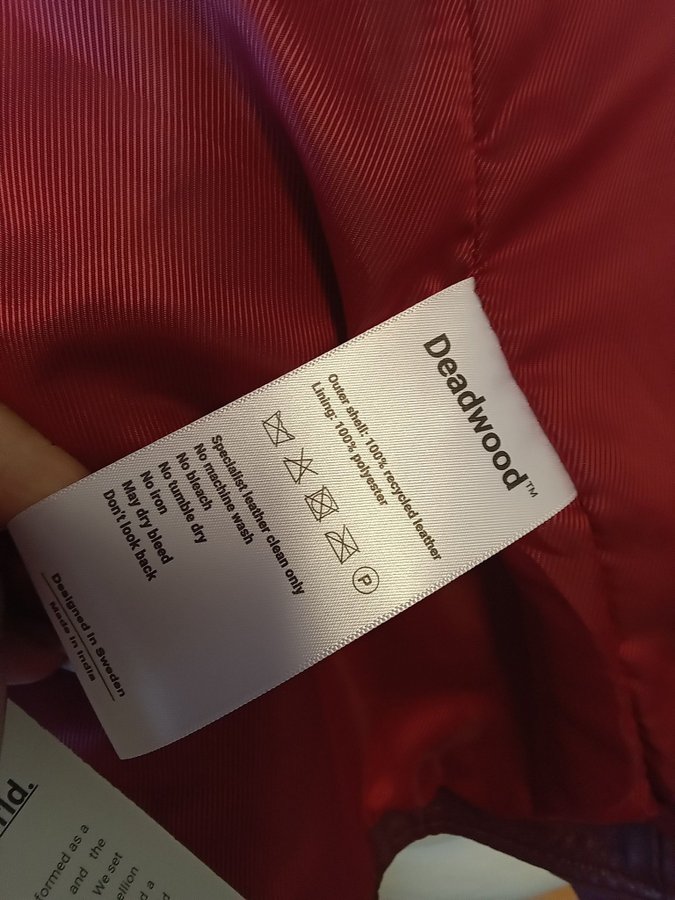 Deadwood™
Outer shell: 100% recycled leather
Lining: 100% polyester
P
Specialist leather clean only
No machine wash
No bleach
No tumble dry
No Iron
May dry bleed
Don't look back
Designed in Sweden
Made in India
rld.
formed as a
and the
We set
ellion
d a